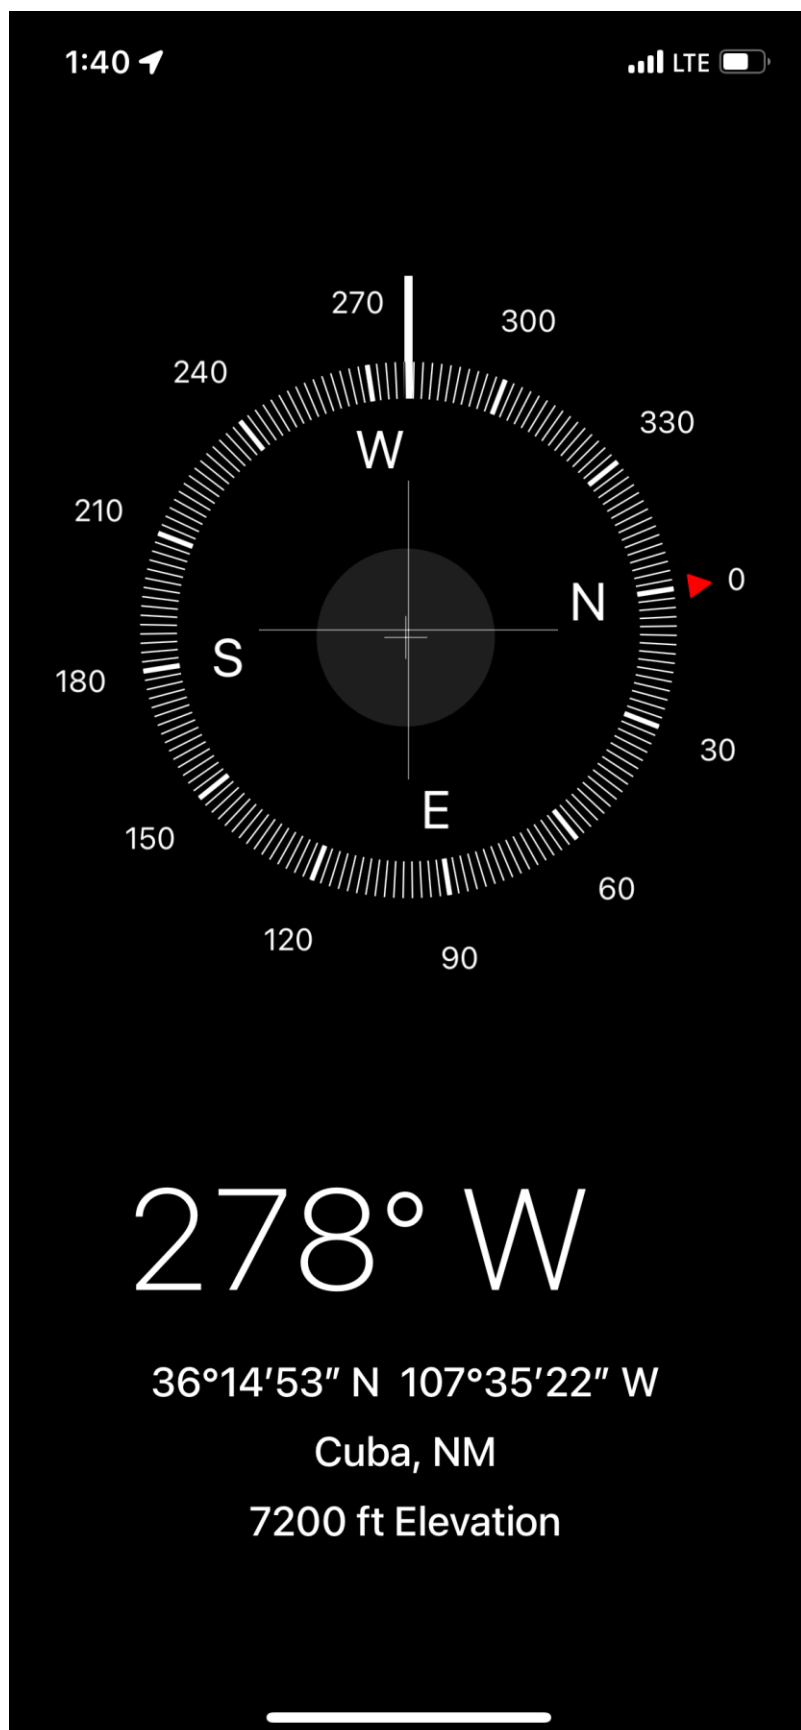 1:40 LTE
270
300
240
330
W
210
0
N
S
180
30
E
150
60
120
90
278° W
36°14′53″ N 107°35′22″ W
Cuba, NM
7200 ft Elevation